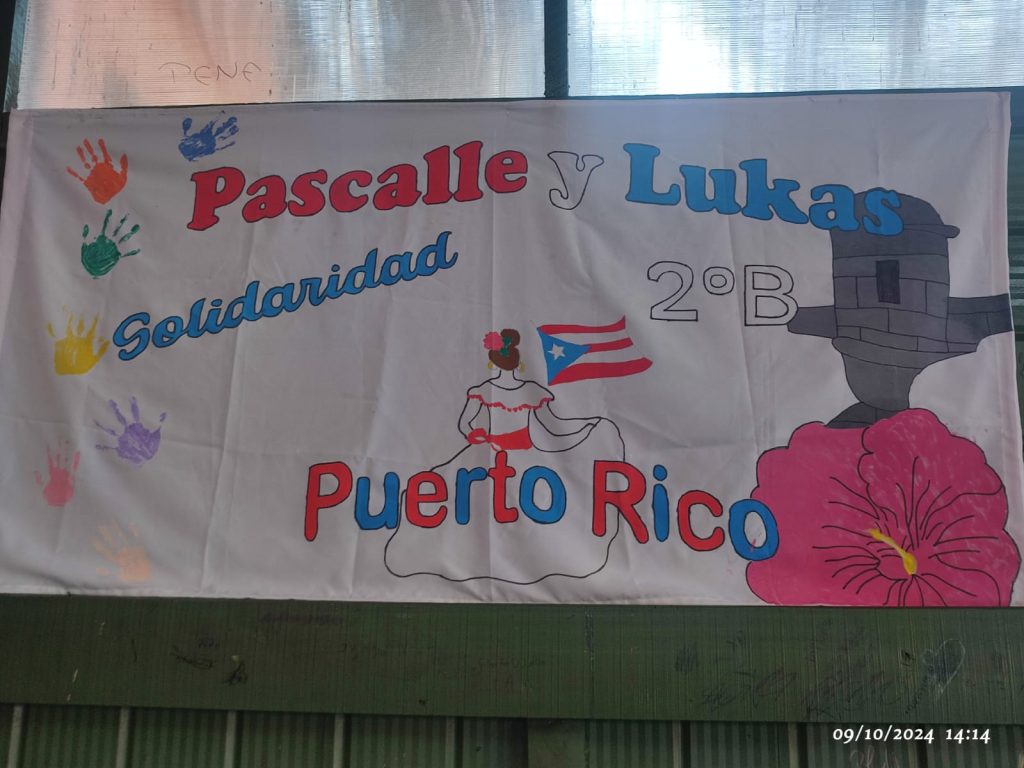 PENE
Pascalle y Lukas
Solidaridad
2°B
Puerto Rico
09/10/2024 14:14